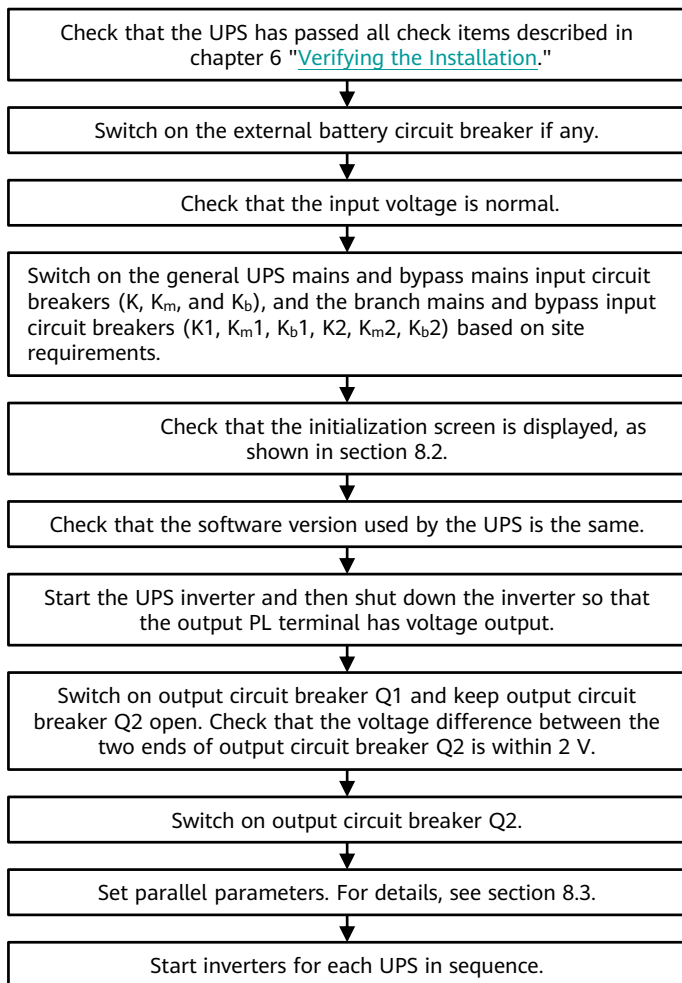 Check that the UPS has passed all check items described in
chapter 6 "Verifying the Installation."
Switch on the external battery circuit breaker if any.
Check that the input voltage is normal.
Switch on the general UPS mains and bypass mains input circuit
breakers (K, Km, and Kb), and the branch mains and bypass input
circuit breakers (K1, Km1, Kb1, K2, Km2, Kb2) based on site
requirements.
Check that the initialization screen is displayed, as
shown in section 8.2.
Check that the software version used by the UPS is the same.
Start the UPS inverter and then shut down the inverter so that
the output PL terminal has voltage output.
Switch on output circuit breaker Q1 and keep output circuit
breaker Q2 open. Check that the voltage difference between the
two ends of output circuit breaker Q2 is within 2 V.
Switch on output circuit breaker Q2.
Set parallel parameters. For details, see section 8.3.
Start inverters for each UPS in sequence.